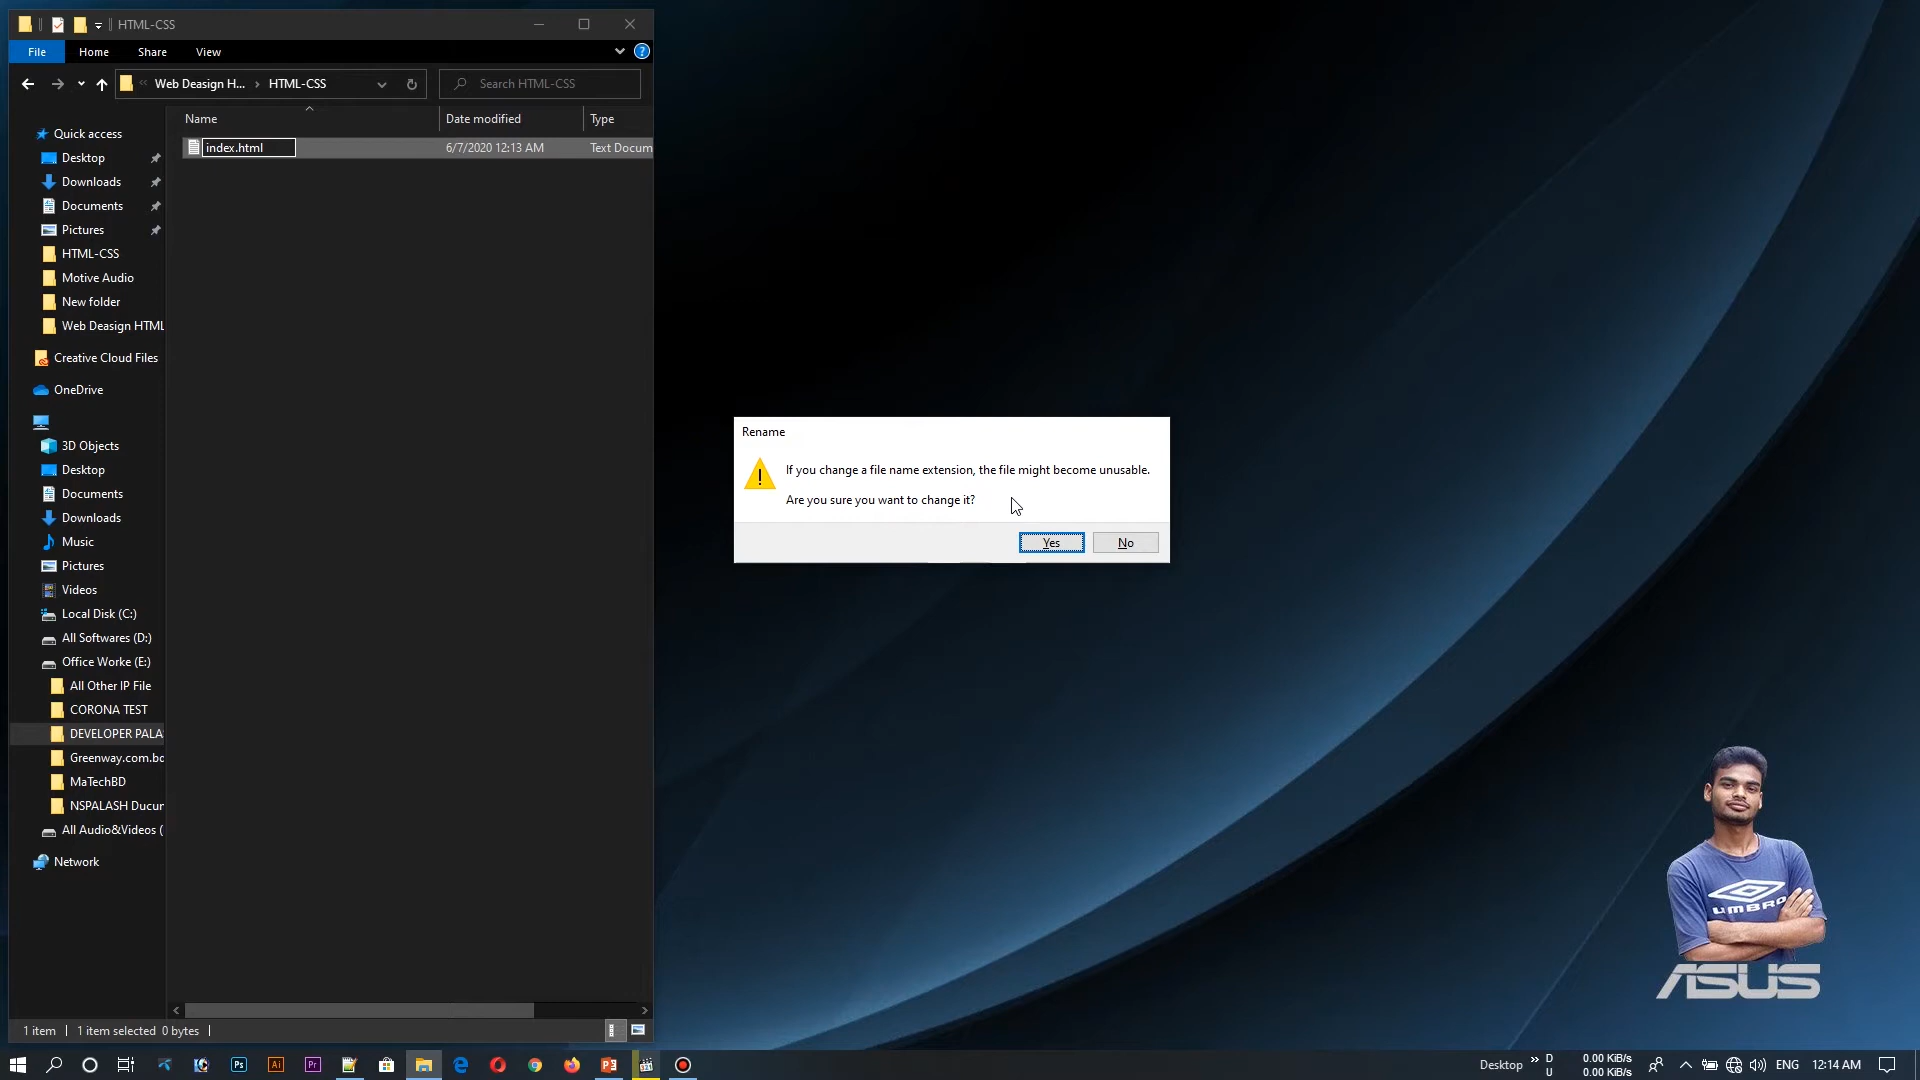 HTML-CSS
File Home Share View
Web Deasign H... HTML-CSS Search HTML-CSS
Name Date modified Type
index.html 6/7/2020 12:13 AM Text Docum
Quick access
Desktop
Downloads
Documents
Pictures
HTML-CSS
Motive Audio
New folder
Web Deasign HTML
Creative Cloud Files
OneDrive
3D Objects
Desktop
Documents
Downloads
Music
Pictures
Videos
Local Disk (C:)
All Softwares (D:)
Office Worke (E:)
All Other IP File
CORONA TEST
DEVELOPER PALA
Greenway.com.bd
MaTechBD
NSPALASH Ducun
All Audio&Videos (
Network
1 item 1 item selected 0 bytes
Rename
If you change a file name extension, the file might become unusable.
Are you sure you want to change it?
Yes No
UMBRO
ASUS
Desktop » D 0.00 KiB/s
U 0.00 KiB/s
ENG 12:14 AM
Ps Ai Pr